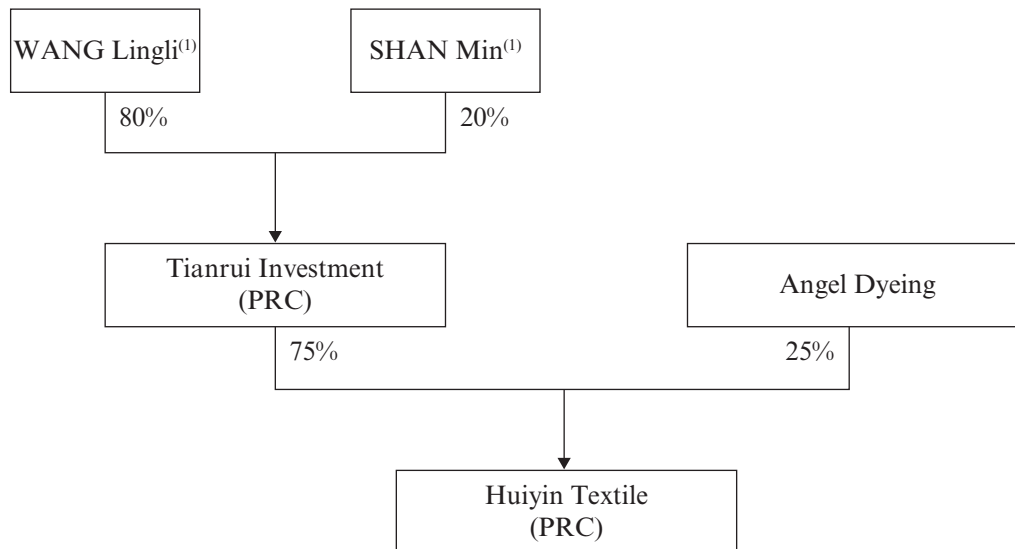 WANG Lingli(1)
SHAN Min(1)
80%
20%
Tianrui Investment
(PRC)
Angel Dyeing
75%
25%
Huiyin Textile
(PRC)